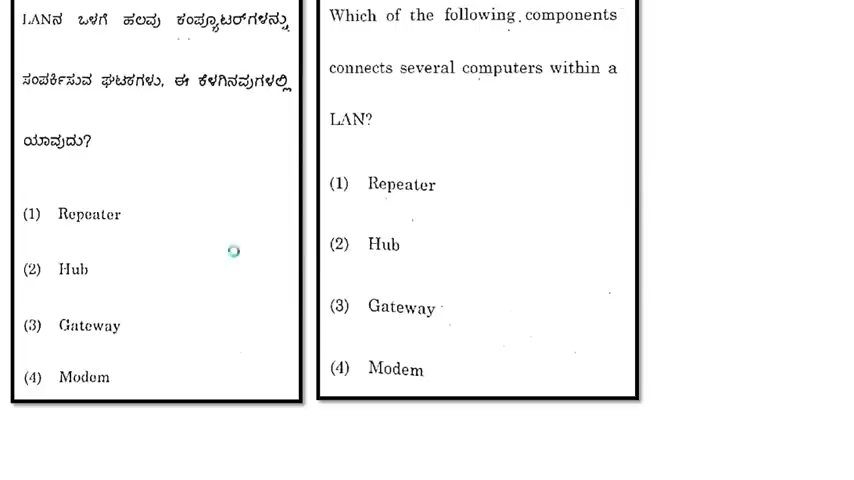 LANನ ಒಳಗೆ ಹಲವು ಕಂಪ್ಯೂಟರ್‌ಗಳನ್ನು
ಸಂಪರ್ಕಿಸುವ ಘಟಕಗಳು, ಈ ಕೆಳಗಿನವುಗಳಲ್ಲಿ
ಯಾವುದು?
(1) Repeater
(2) Hub
(3) Gateway
(4) Modem
Which of the following components
connects several computers within a
LAN?
(1) Repeater
(2) Hub
(3) Gateway
(4) Modem